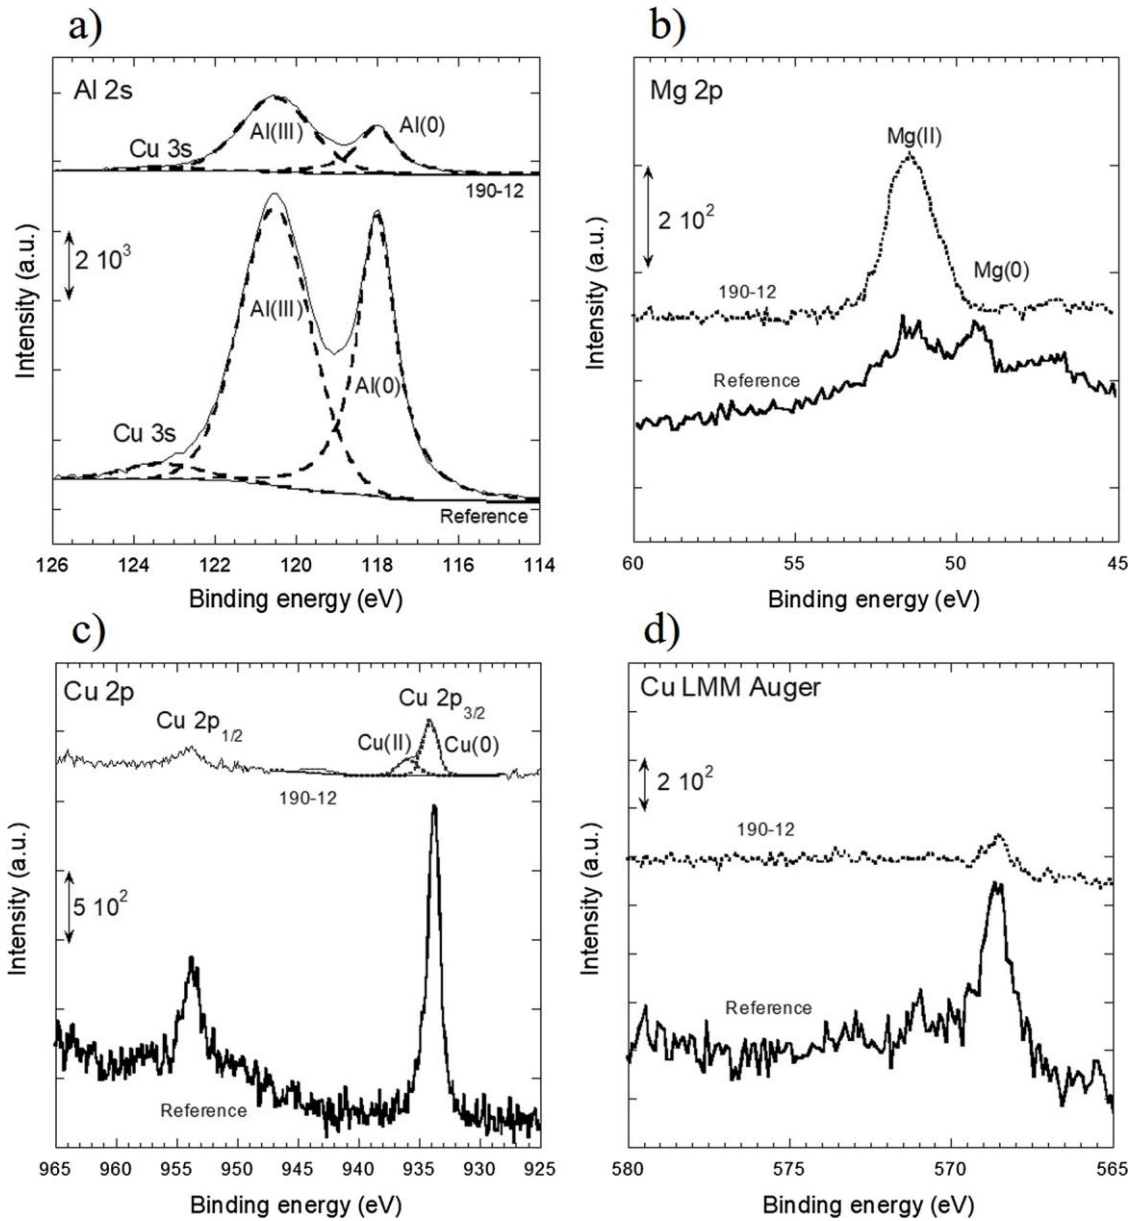 a)
Al 2s
Al(III)
Al(0)
Cu 3s
190-12
2 10³
Al(III)
Al(0)
Cu 3s
Reference
126 124 122 120 118 116 114
Binding energy (eV)
Intensity (a.u.)
b)
Mg 2p
Mg(II)
2 10²
Mg(0)
190-12
Reference
60 55 50 45
Binding energy (eV)
Intensity (a.u.)
c)
Cu 2p
Cu 2p3/2
Cu 2p1/2
Cu(II)
Cu(0)
190-12
5 10²
Reference
965 960 955 950 945 940 935 930 925
Binding energy (eV)
Intensity (a.u.)
d)
Cu LMM Auger
2 10²
190-12
Reference
580 575 570 565
Binding energy (eV)
Intensity (a.u.)